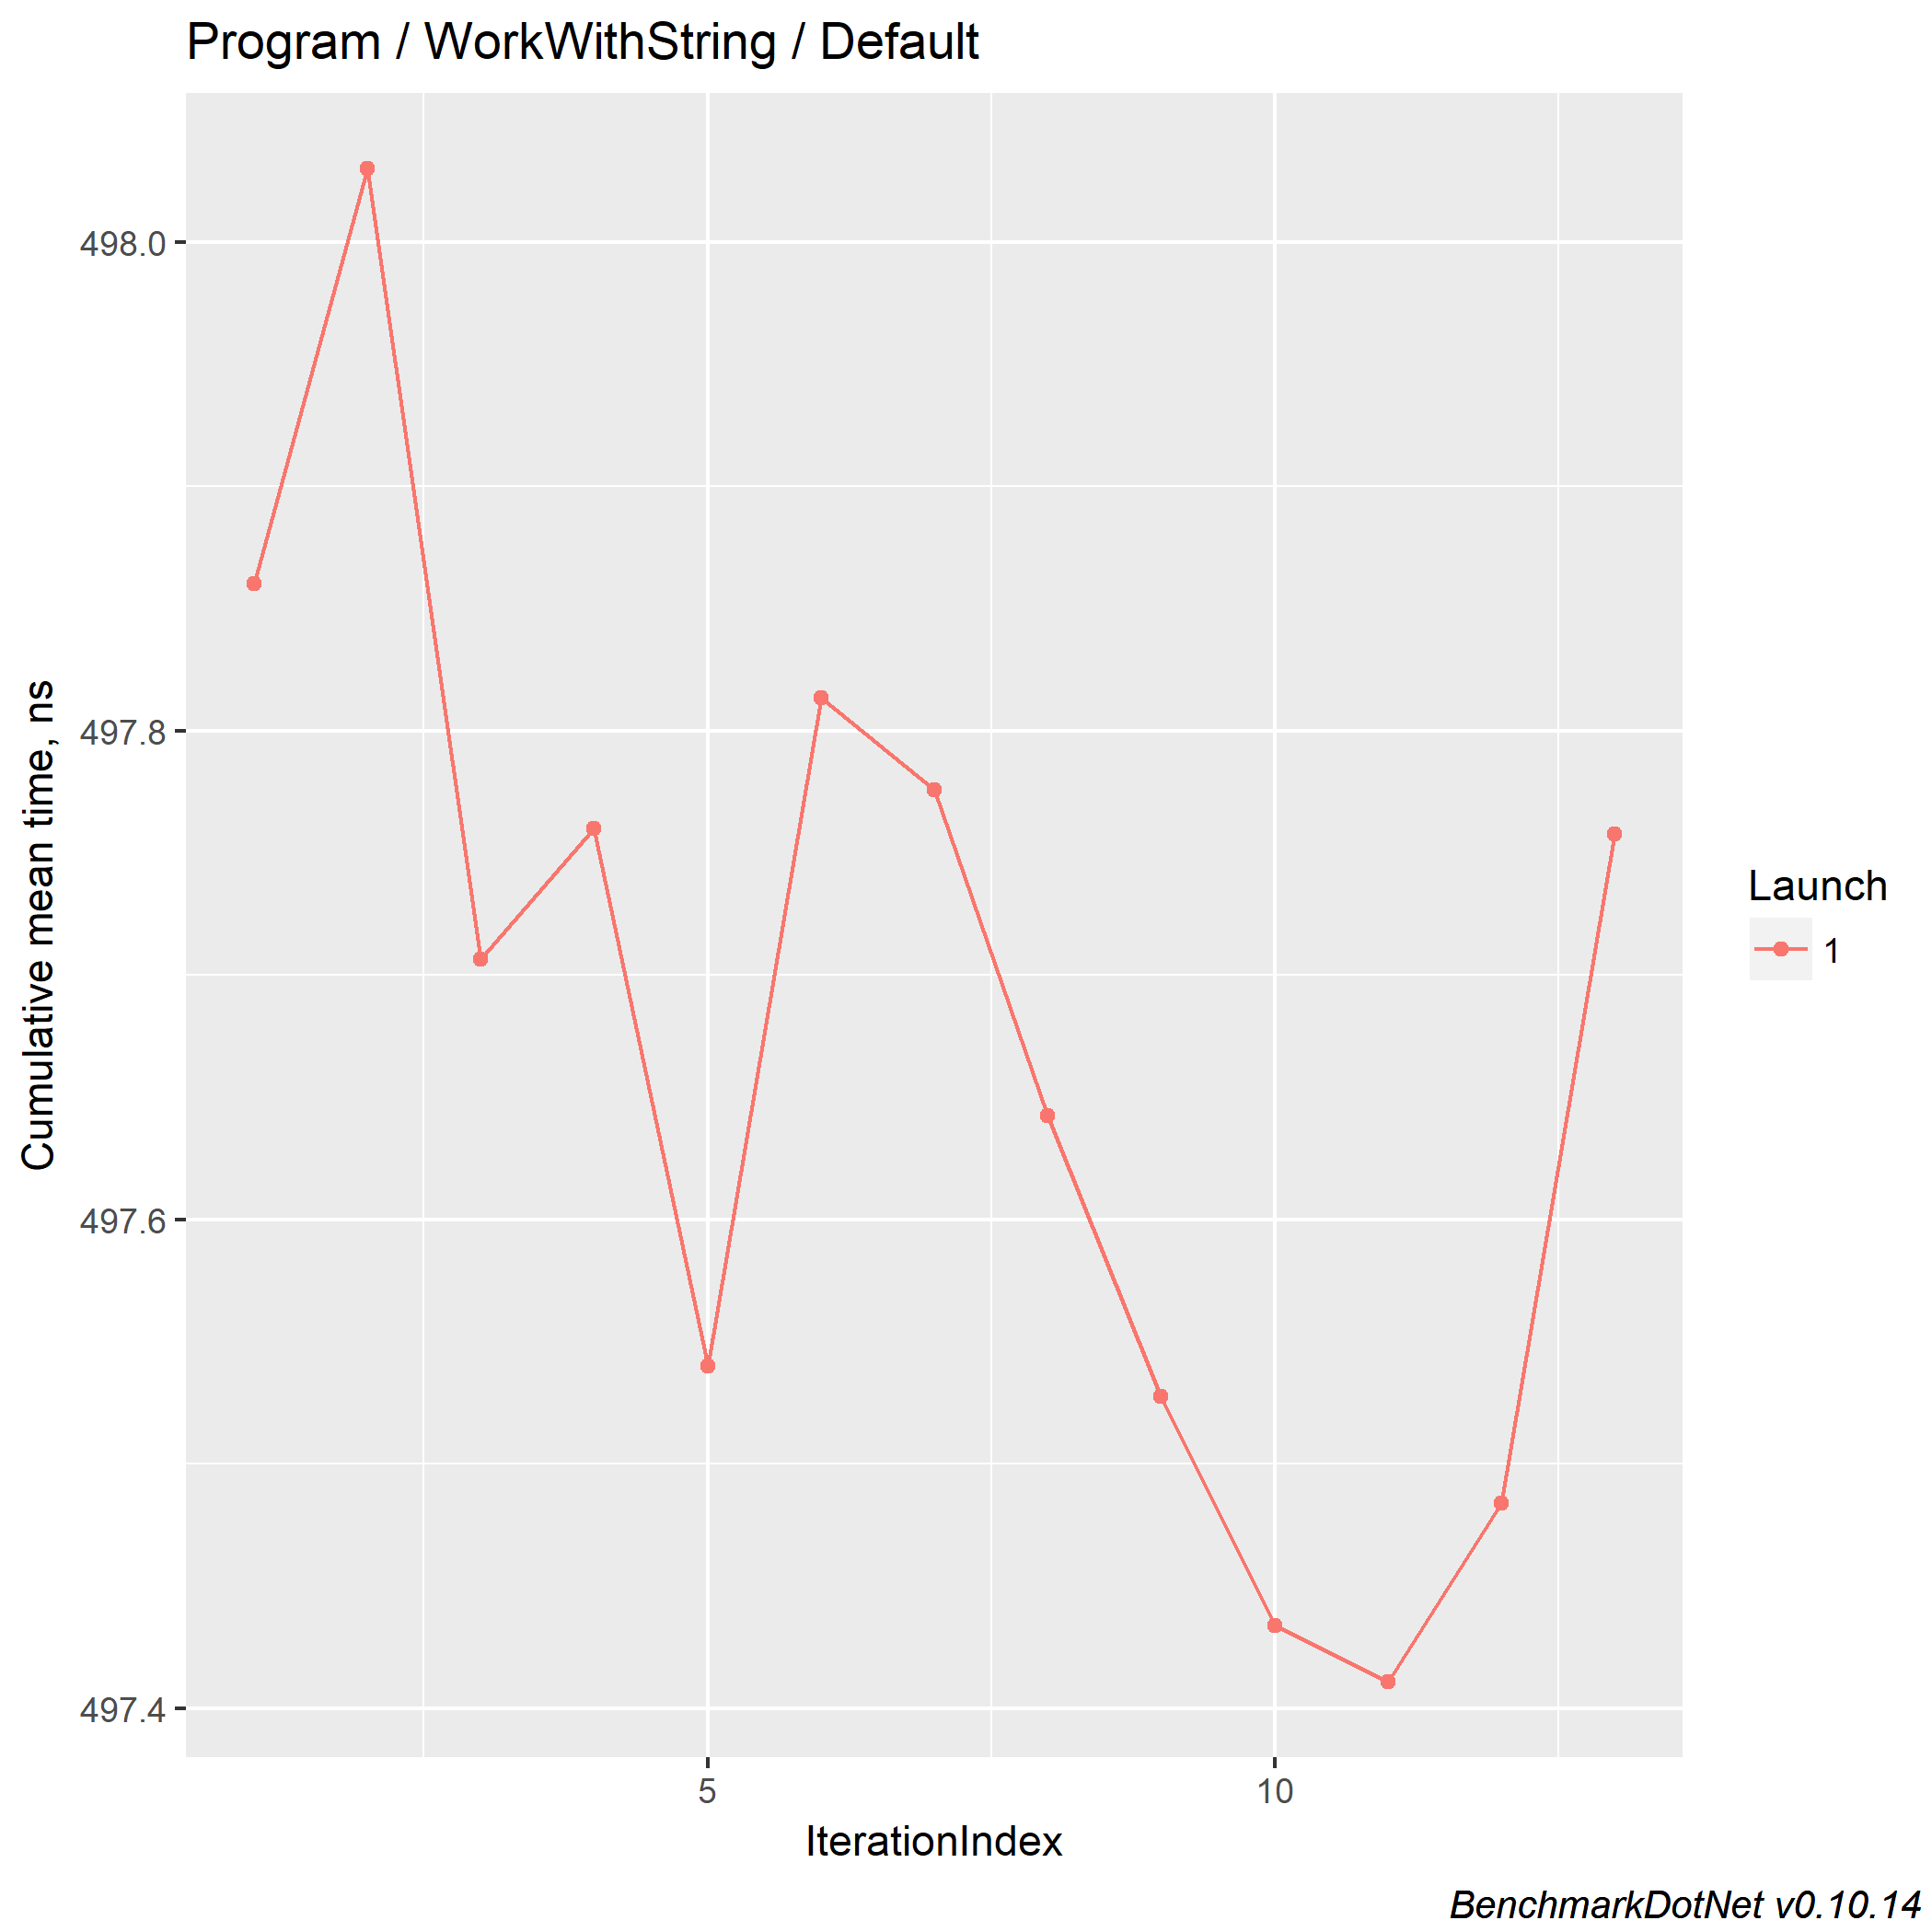 Program / WorkWithString / Default
498.0
497.8
497.6
497.4
Cumulative mean time, ns
5
10
IterationIndex
Launch
1
BenchmarkDotNet v0.10.14